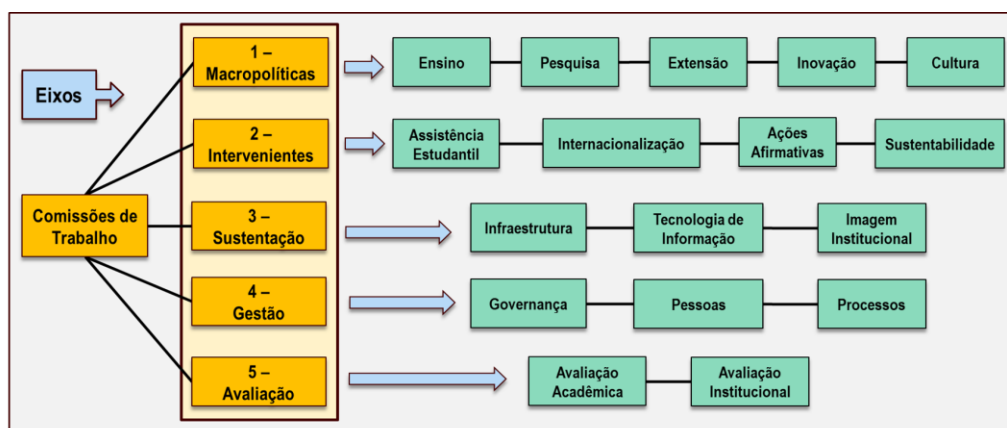 Eixos
Comissões de
Trabalho
1 –
Macropolíticas
Ensino
Pesquisa
Extensão
Inovação
Cultura
2 –
Intervenientes
Assistência
Estudantil
Internacionalização
Ações
Afirmativas
Sustentabilidade
3 –
Sustentação
Infraestrutura
Tecnologia de
Informação
Imagem
Institucional
4 –
Gestão
Governança
Pessoas
Processos
5 –
Avaliação
Avaliação
Acadêmica
Avaliação
Institucional